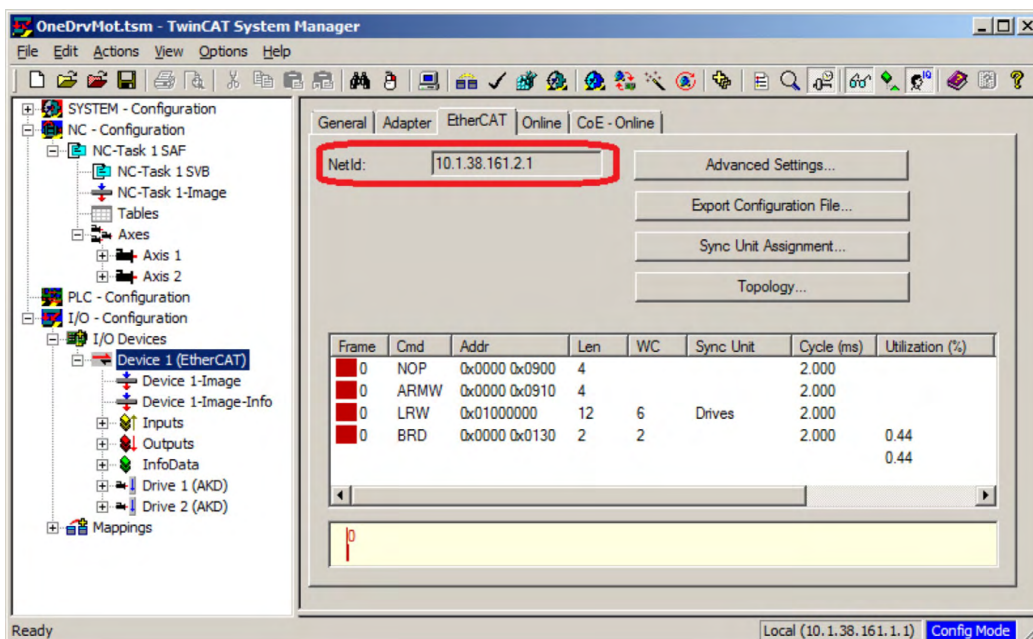 OneDrvMot.tsm - TwinCAT System Manager
File Edit Actions View Options Help
SYSTEM - Configuration
NC - Configuration
NC-Task 1 SAF
NC-Task 1 SVB
NC-Task 1-Image
Tables
Axes
Axis 1
Axis 2
PLC - Configuration
I/O - Configuration
I/O Devices
Device 1 (EtherCAT)
Device 1-Image
Device 1-Image-Info
Inputs
Outputs
InfoData
Drive 1 (AKD)
Drive 2 (AKD)
Mappings
General Adapter EtherCAT Online CoE - Online
NetId: 10.1.38.161.2.1
Advanced Settings...
Export Configuration File...
Sync Unit Assignment...
Topology...
Frame Cmd Addr Len WC Sync Unit Cycle (ms) Utilization (%)
0 NOP 0x0000 0x0900 4 2.000
0 ARMW 0x0000 0x0910 4 2.000
0 LRW 0x01000000 12 6 Drives 2.000
0 BRD 0x0000 0x0130 2 2 2.000 0.44
0.44
0
Ready Local (10.1.38.161.1.1) Config Mode